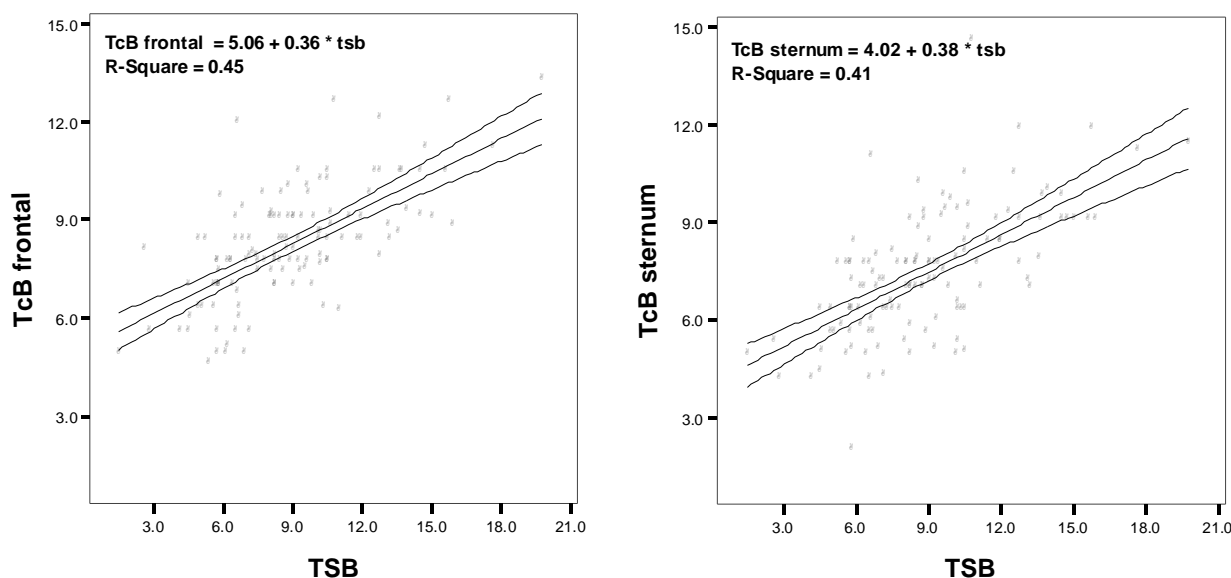 TcB frontal = 5.06 + 0.36 * tsb
R-Square = 0.45
15.0
12.0
9.0
6.0
3.0
TcB frontal
3.0 6.0 9.0 12.0 15.0 18.0 21.0
TSB
TcB sternum = 4.02 + 0.38 * tsb
R-Square = 0.41
15.0
12.0
9.0
6.0
3.0
TcB sternum
3.0 6.0 9.0 12.0 15.0 18.0 21.0
TSB